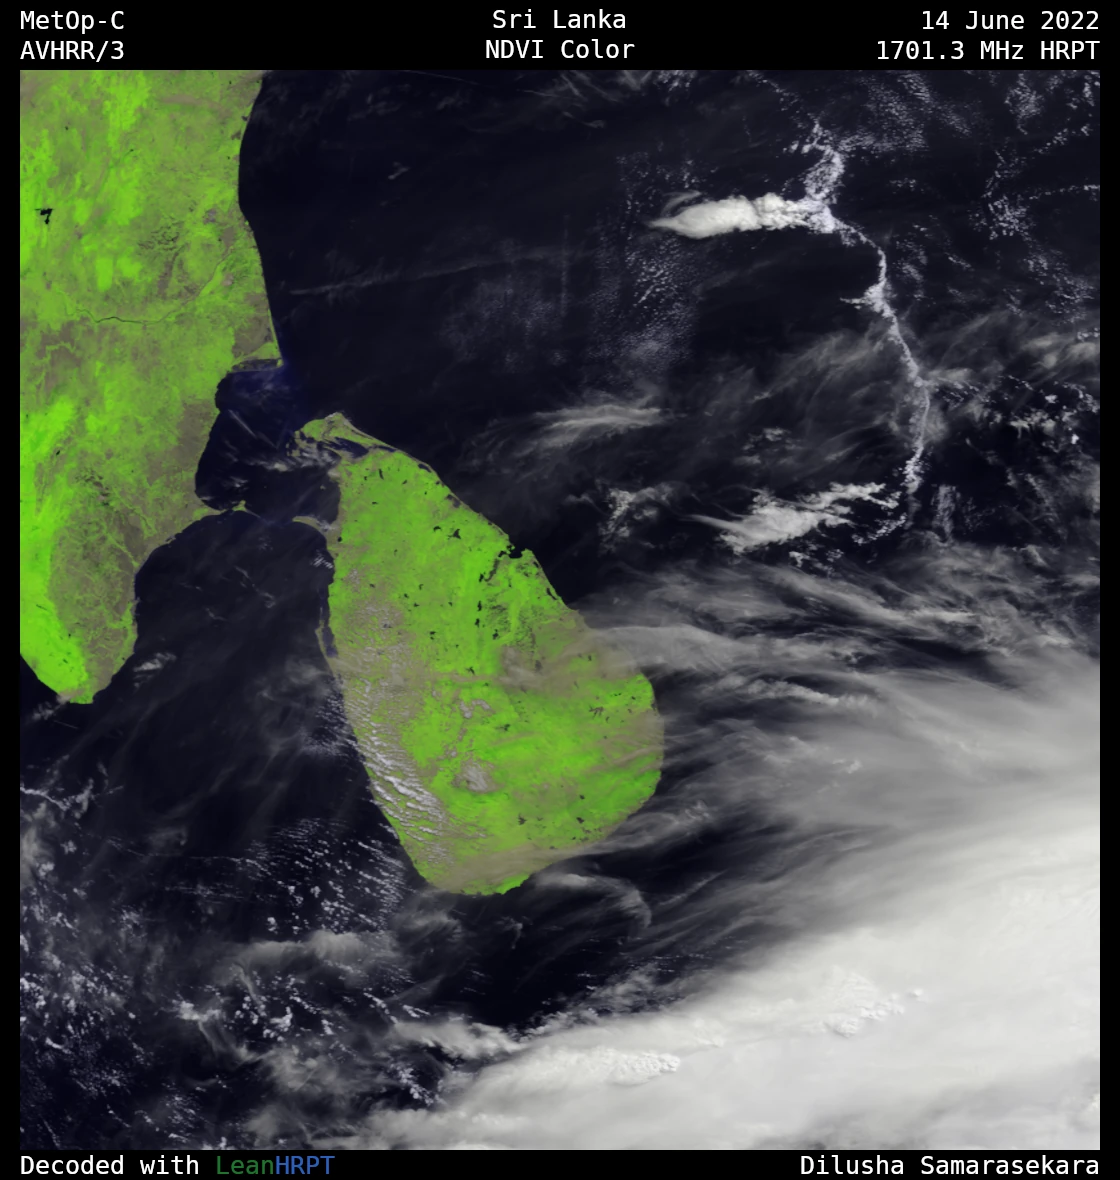 MetOp-C
AVHRR/3
Sri Lanka
NDVI Color
14 June 2022
1701.3 MHz HRPT
Decoded with LeanHRPT
Dilusha Samarasekara